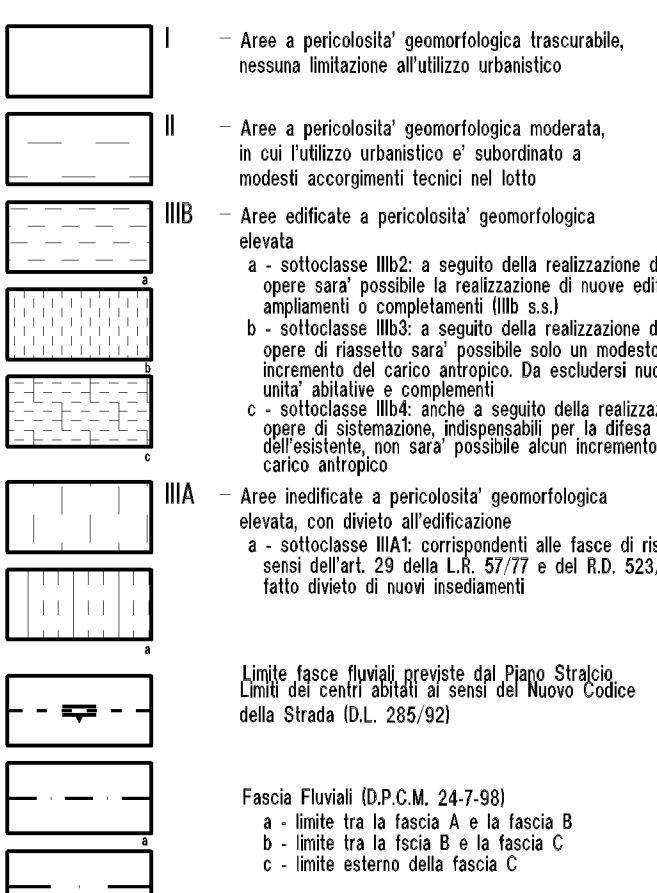 I — Aree a pericolosita' geomorfologica trascurabile,
nessuna limitazione all'utilizzo urbanistico
II — Aree a pericolosita' geomorfologica moderata,
in cui l'utilizzo urbanistico e' subordinato a
modesti accorgimenti tecnici nel lotto
IIIB — Aree edificate a pericolosita' geomorfologica
elevata
a
a - sottoclasse IIIb2: a seguito della realizzazione d
opere sara' possibile la realizzazione di nuove edi
ampliamenti o completamenti (IIIb s.s.)
b
b - sottoclasse IIIb3: a seguito della realizzazione d
opere di riassetto sara' possibile solo un modesto
incremento del carico antropico. Da escludersi nuo
unita' abitative e complementi
c - sottoclasse IIIb4: anche a seguito della realizza
opere di sistemazione, indispensabili per la difesa
dell'esistente, non sara' possibile alcun incremento
carico antropico
c
IIIA — Aree inedificate a pericolosita' geomorfologica
elevata, con divieto all'edificazione
a - sottoclasse IIIA1: corrispondenti alle fasce di ris
sensi dell'art. 29 della L.R. 57/77 e del R.D. 523,
fatto divieto di nuovi insediamenti
a
Limite fasce fluviali previste dal Piano Stralcio
Limiti dei centri abitati ai sensi del Nuovo Codice
della Strada (D.L. 285/92)
Fascia Fluviali (D.P.C.M. 24-7-98)
a - limite tra la fascia A e la fascia B
a
b - limite tra la fscia B e la fascia C
c - limite esterno della fascia C